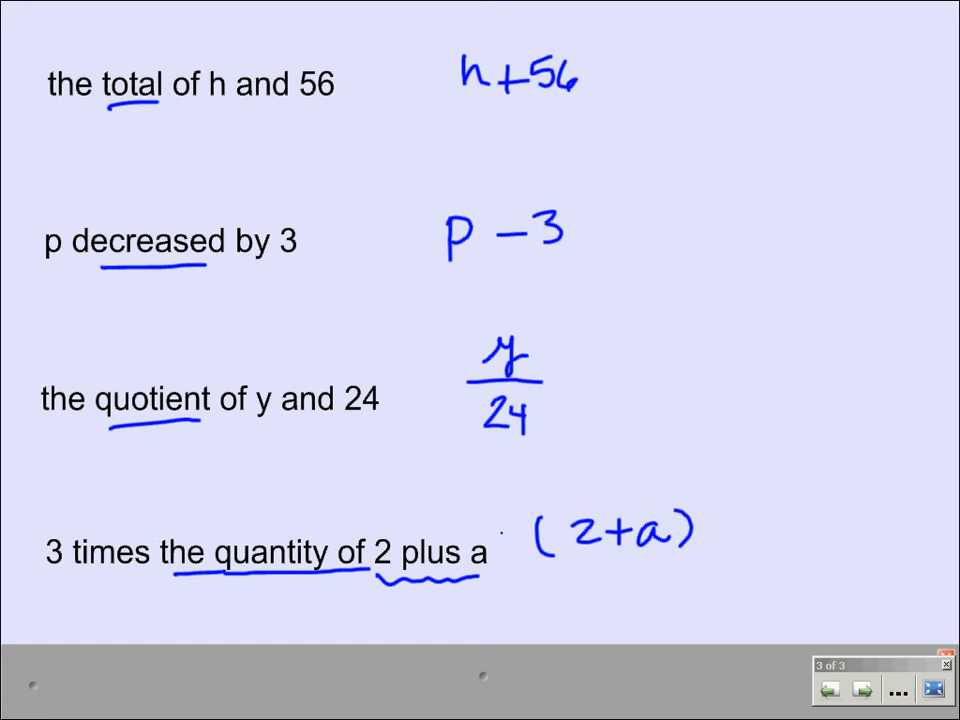 the total of h and 56 h + 56
p decreased by 3 p - 3
y
the quotient of y and 24
24
3 times the quantity of 2 plus a (2 + a)
3 of 3
...